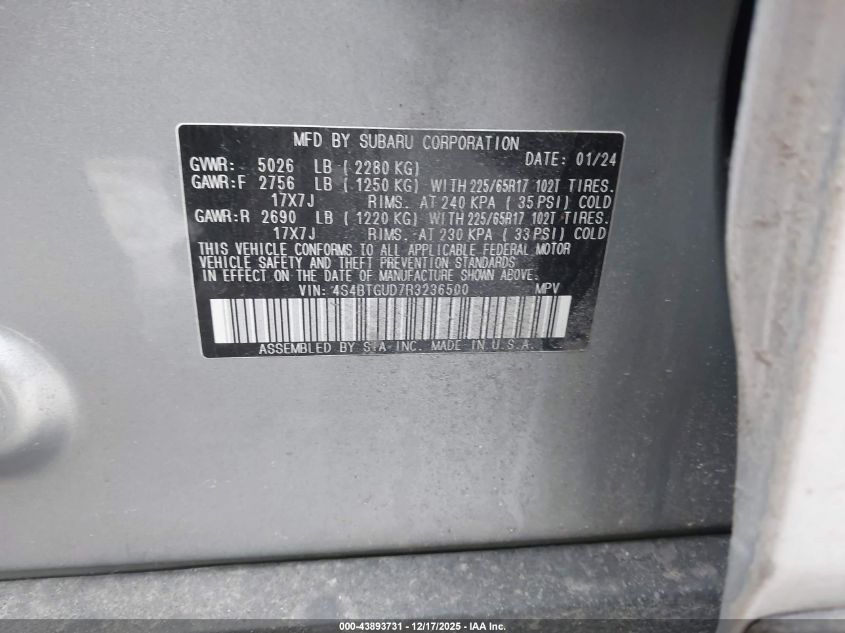 MFD BY SUBARU CORPORATION
GVWR: 5026 LB ( 2280 KG) DATE: 01/24
GAWR:F 2756 LB ( 1250 KG) WITH 225/65R17 102T TIRES.
17X7J RIMS. AT 240 KPA ( 35 PSI) COLD
GAWR:R 2690 LB ( 1220 KG) WITH 225/65R17 102T TIRES.
17X7J RIMS. AT 230 KPA ( 33 PSI) COLD
THIS VEHICLE CONFORMS TO ALL APPLICABLE FEDERAL MOTOR
VEHICLE SAFETY AND THEFT PREVENTION STANDARDS
IN EFFECT ON THE DATE OF MANUFACTURE SHOWN ABOVE.
VIN: 4S4BTGUD7R3236500 MPV
ASSEMBLED BY SIA-INC. MADE IN U.S.A.
000-43893731 - 12/17/2025 - IAA Inc.